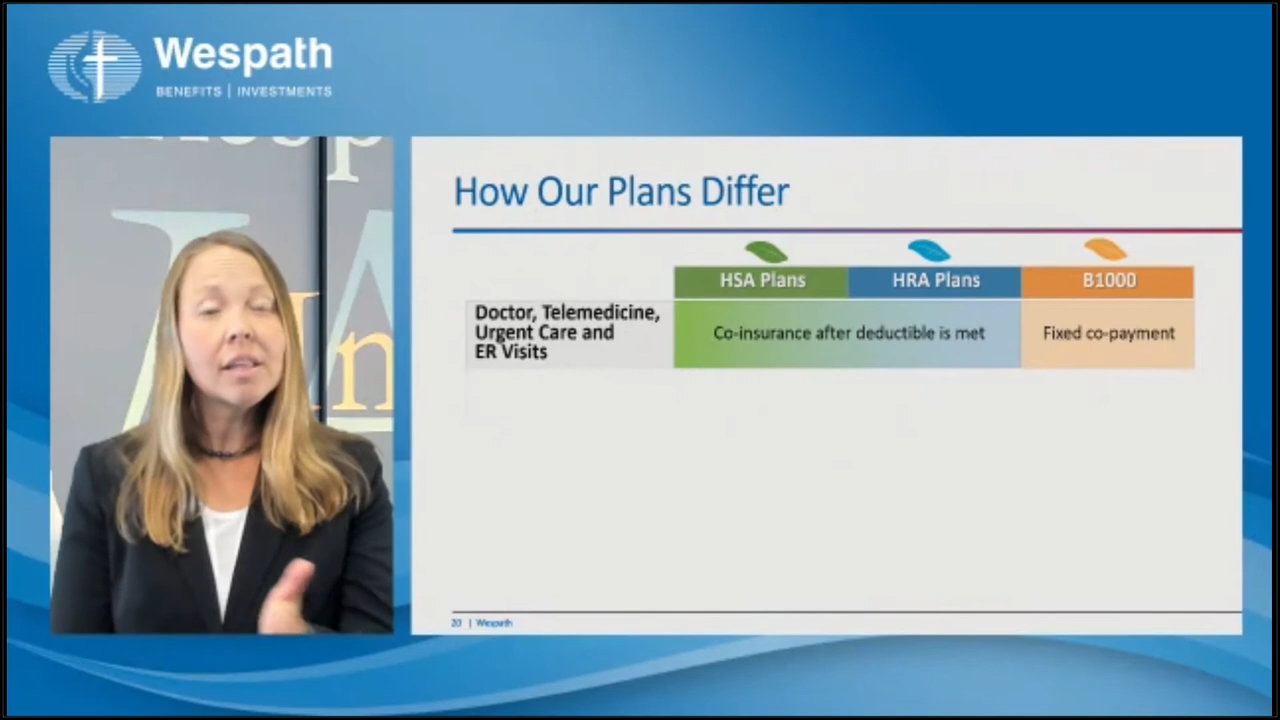 Wespath
BENEFITS | INVESTMENTS
How Our Plans Differ
HSA Plans
HRA Plans
B1000
Doctor, Telemedicine,
Urgent Care and
ER Visits
Co-insurance after deductible is met
Fixed co-payment
20 | Wespath